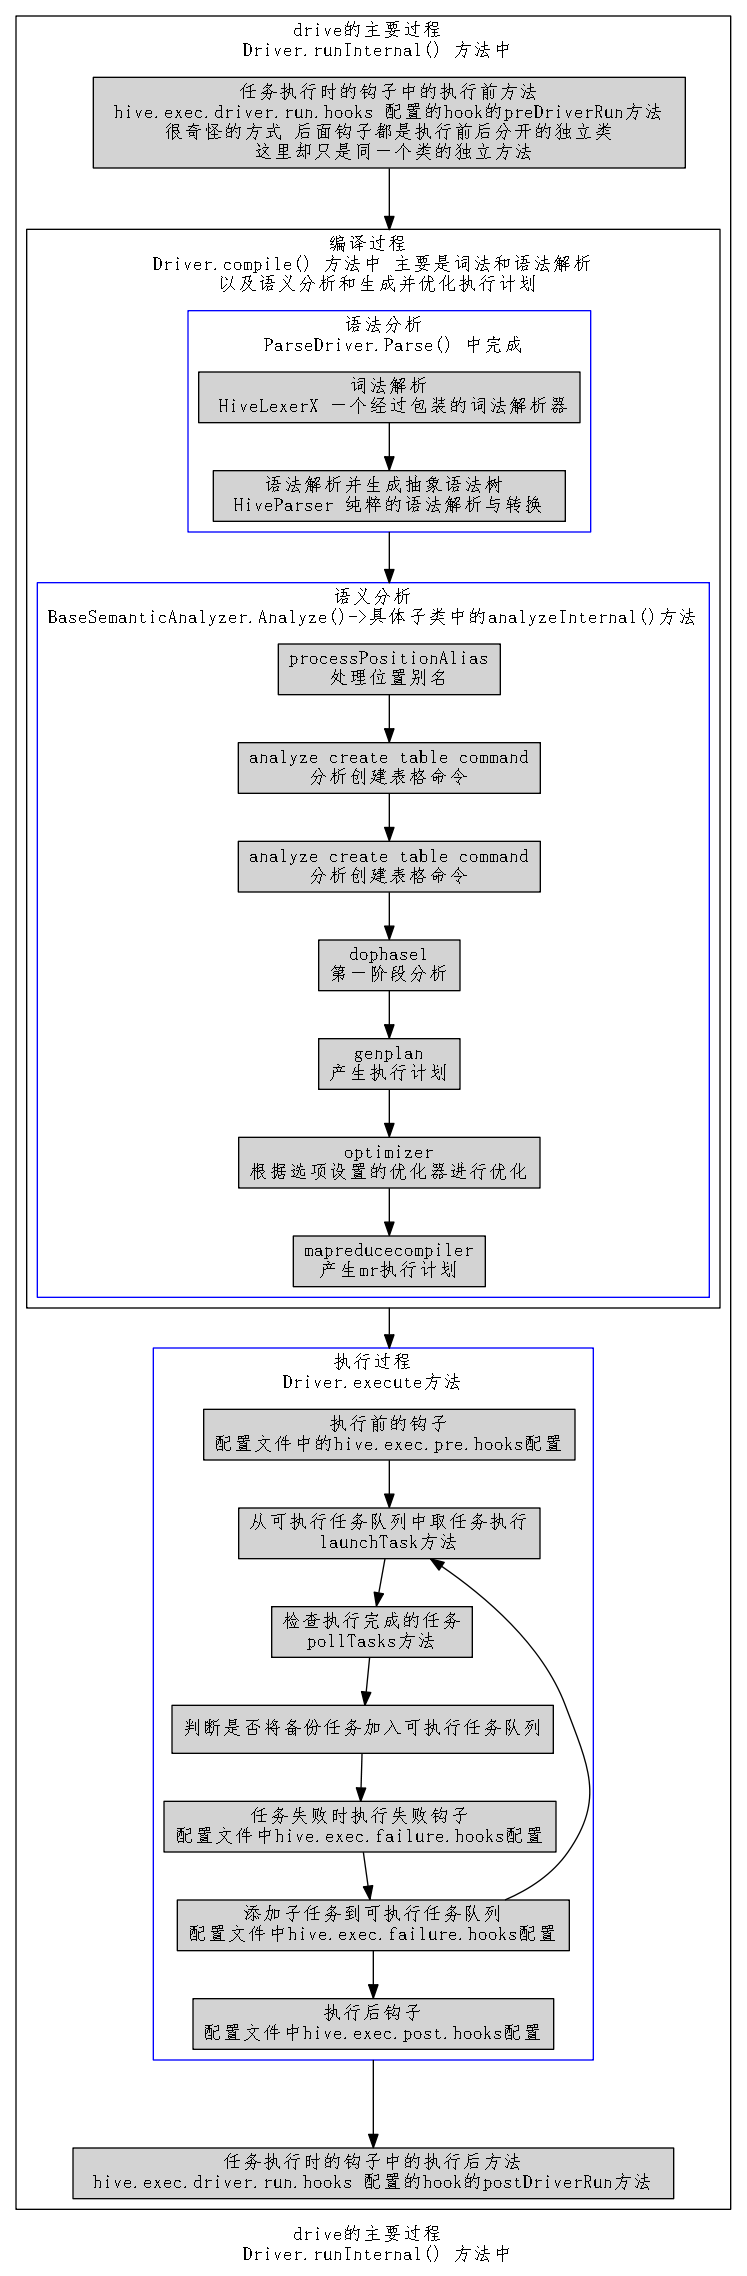 drive的主要过程
Driver.runInternal() 方法中
任务执行时的钩子中的执行前方法
hive.exec.driver.run.hooks 配置的hook的preDriverRun方法
很奇怪的方式 后面钩子都是执行前后分开的独立类
这里却只是同一个类的独立方法
编译过程
Driver.compile() 方法中 主要是词法和语法解析
以及语义分析和生成并优化执行计划
语法分析
ParseDriver.Parse() 中完成
词法解析
HiveLexerX 一个经过包装的词法解析器
语法解析并生成抽象语法树
HiveParser 纯粹的语法解析与转换
语义分析
BaseSemanticAnalyzer.Analyze()->具体子类中的analyzeInternal()方法
processPositionAlias
处理位置别名
analyze create table command
分析创建表格命令
analyze create table command
分析创建表格命令
dophase1
第一阶段分析
genplan
产生执行计划
optimizer
根据选项设置的优化器进行优化
mapreducecompiler
产生mr执行计划
执行过程
Driver.execute方法
执行前的钩子
配置文件中的hive.exec.pre.hooks配置
从可执行任务队列中取任务执行
launchTask方法
检查执行完成的任务
pollTasks方法
判断是否将备份任务加入可执行任务队列
任务失败时执行失败钩子
配置文件中hive.exec.failure.hooks配置
添加子任务到可执行任务队列
配置文件中hive.exec.failure.hooks配置
执行后钩子
配置文件中hive.exec.post.hooks配置
任务执行时的钩子中的执行后方法
hive.exec.driver.run.hooks 配置的hook的postDriverRun方法
drive的主要过程
Driver.runInternal() 方法中